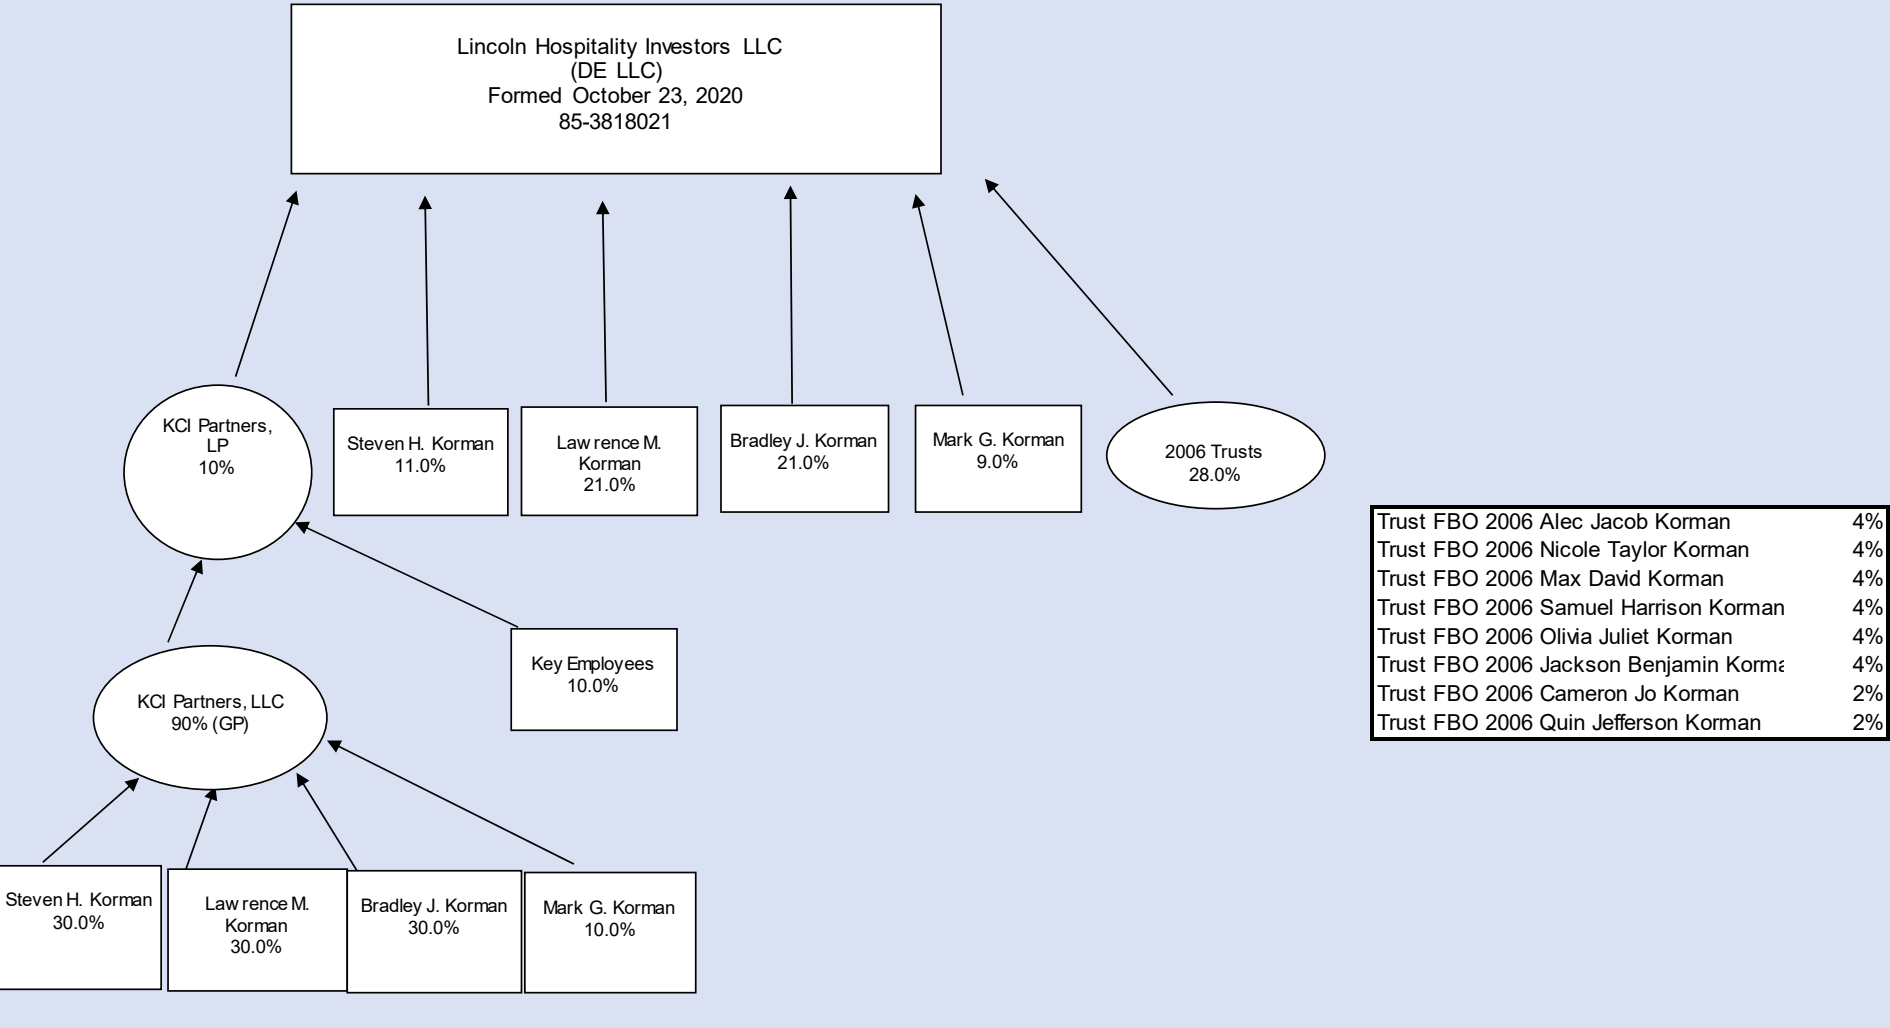 Lincoln Hospitality Investors LLC
(DE LLC)
Formed October 23, 2020
85-3818021
KCI Partners,
LP
10%
Steven H. Korman
11.0%
Lawrence M.
Korman
21.0%
Bradley J. Korman
21.0%
Mark G. Korman
9.0%
2006 Trusts
28.0%
Trust FBO 2006 Alec Jacob Korman 4%
Trust FBO 2006 Nicole Taylor Korman 4%
Trust FBO 2006 Max David Korman 4%
Trust FBO 2006 Samuel Harrison Korman 4%
Trust FBO 2006 Olivia Juliet Korman 4%
Trust FBO 2006 Jackson Benjamin Korma 4%
Trust FBO 2006 Cameron Jo Korman 2%
Trust FBO 2006 Quin Jefferson Korman 2%
Key Employees
10.0%
KCI Partners, LLC
90% (GP)
Steven H. Korman
30.0%
Lawrence M.
Korman
30.0%
Bradley J. Korman
30.0%
Mark G. Korman
10.0%